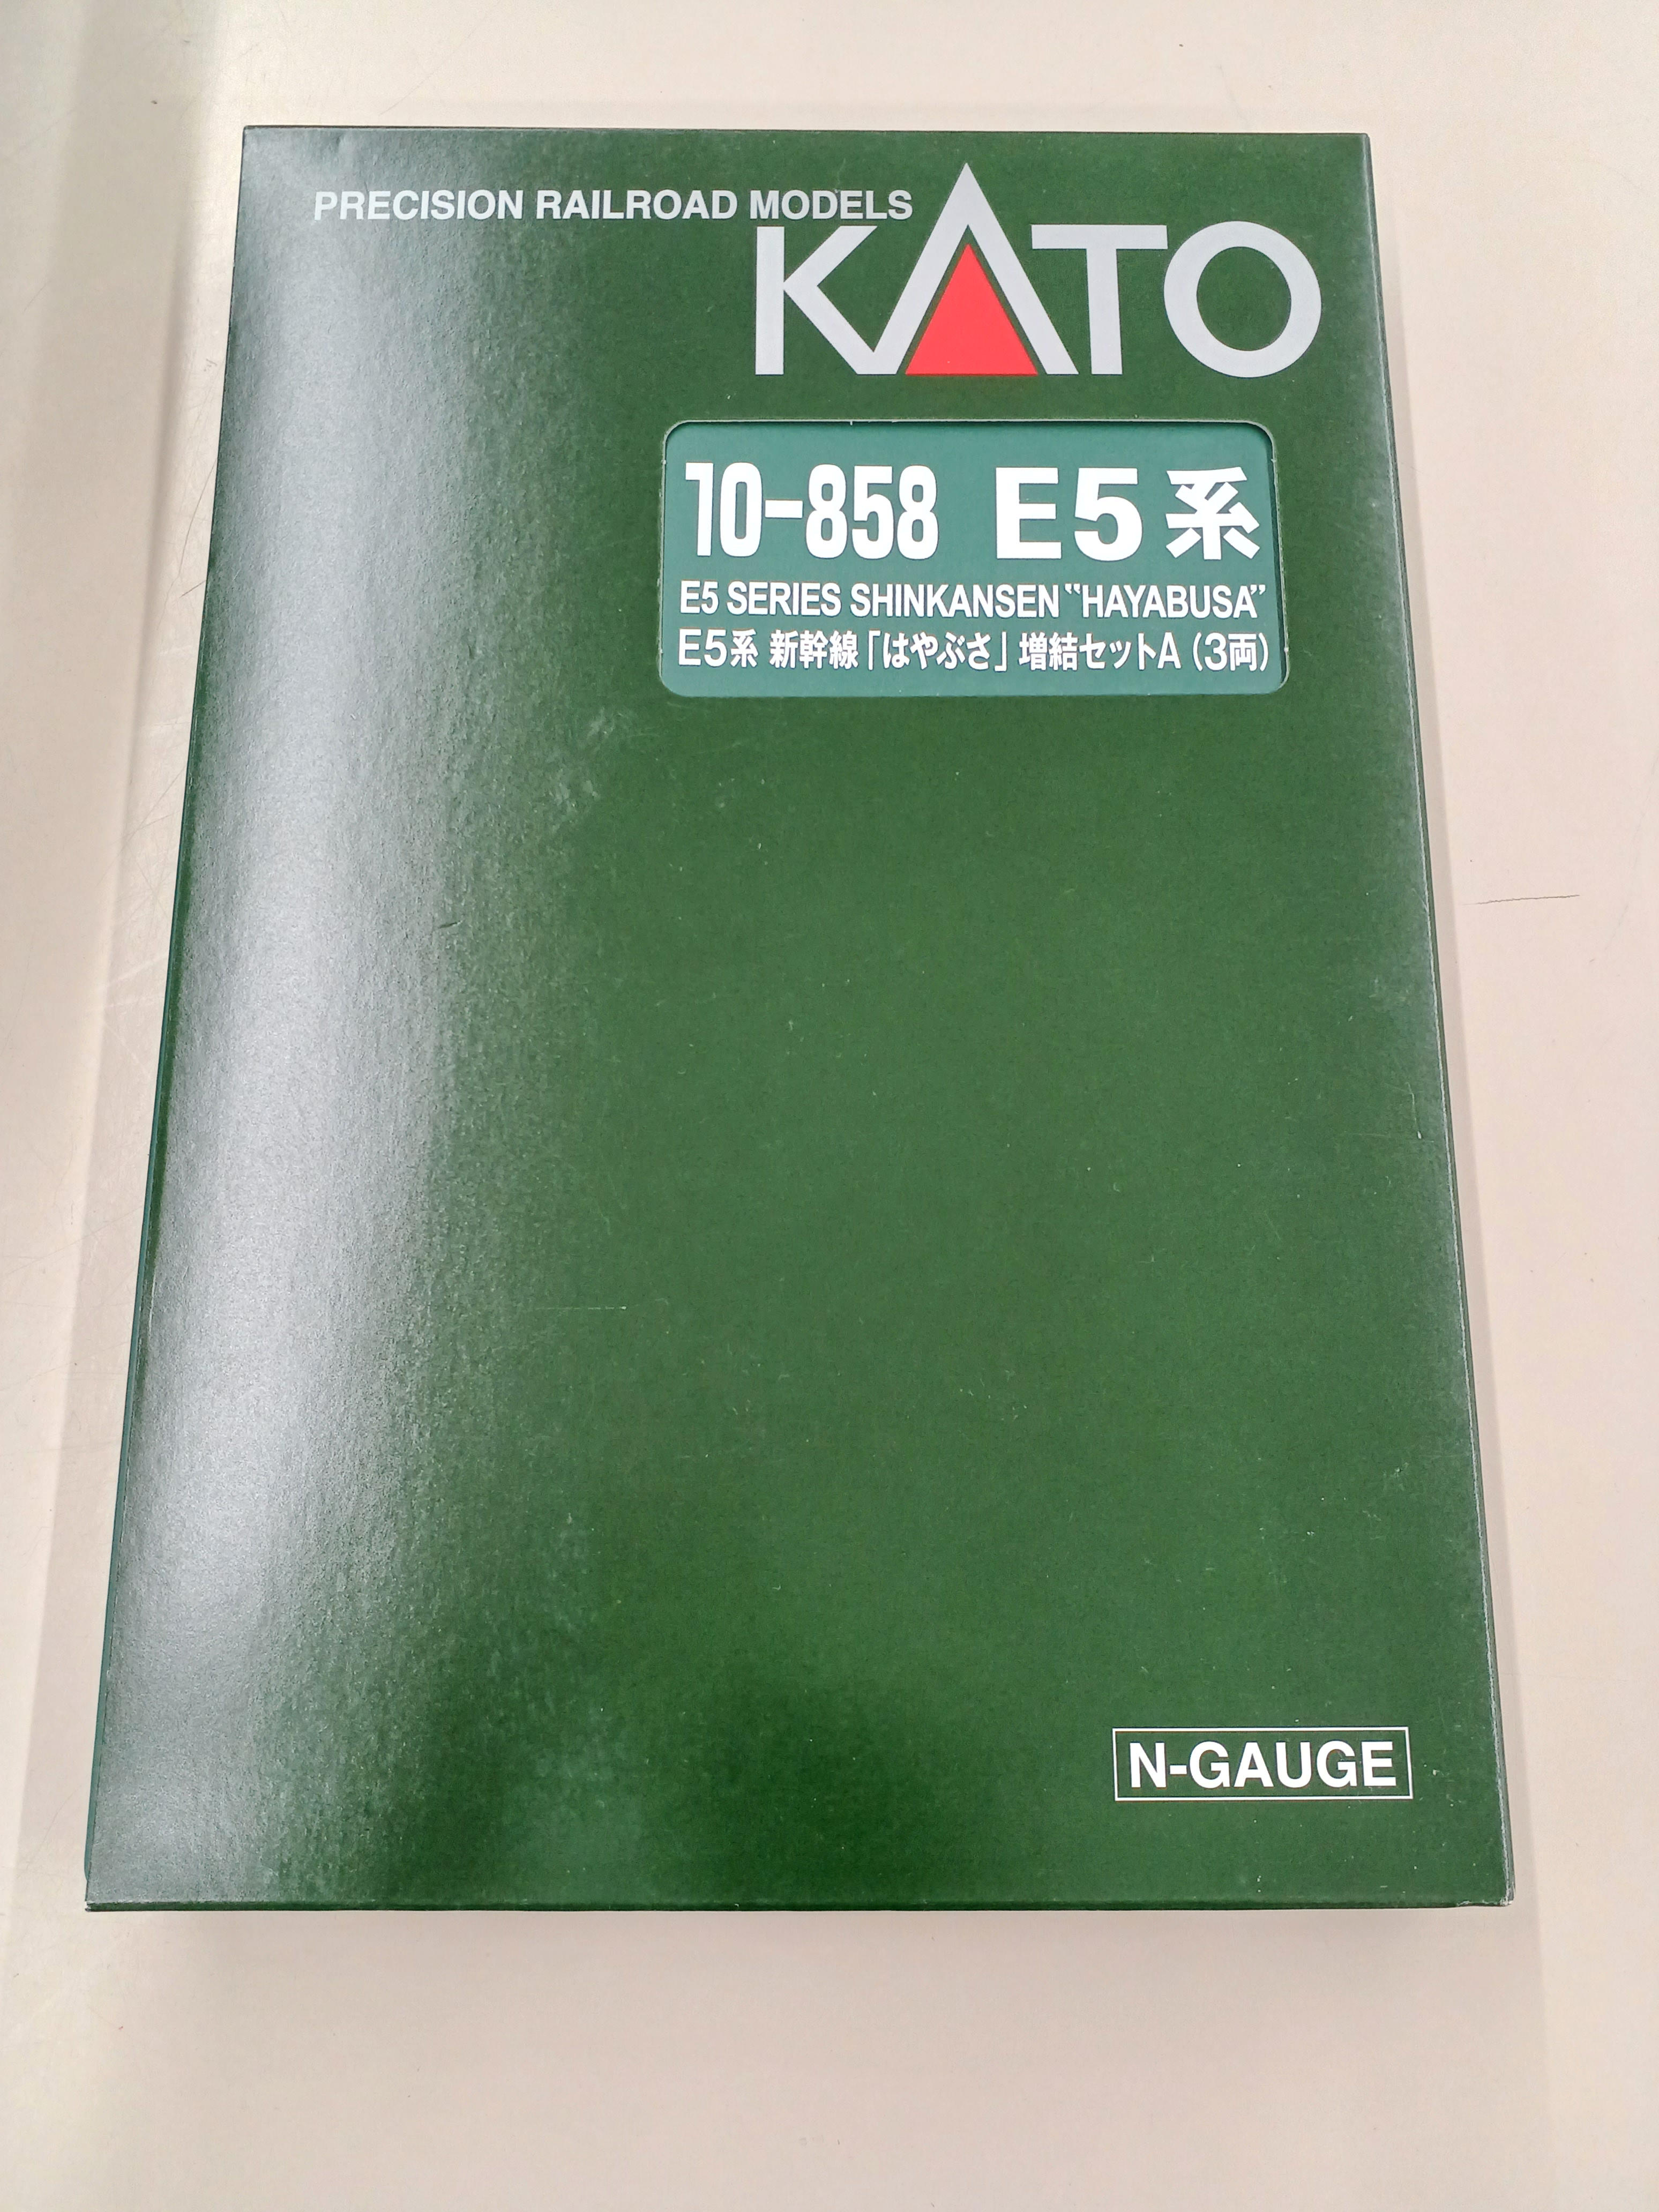 PRECISION RAILROAD MODELS
KATO
10-858 E5系
E5 SERIES SHINKANSEN “HAYABUSA”
E5系 新幹線「はやぶさ」増結セットA（3両）
N-GAUGE